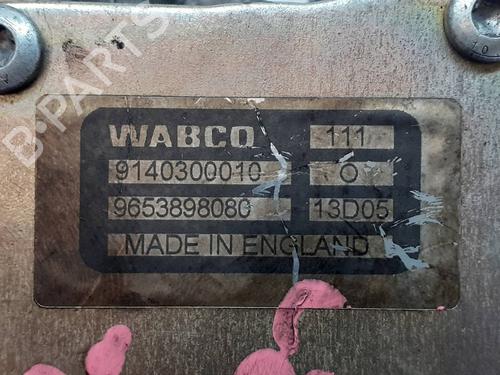 B-PARTS
WABCO 111
9140300010 O
9653898080 13D05
MADE IN ENGLAND